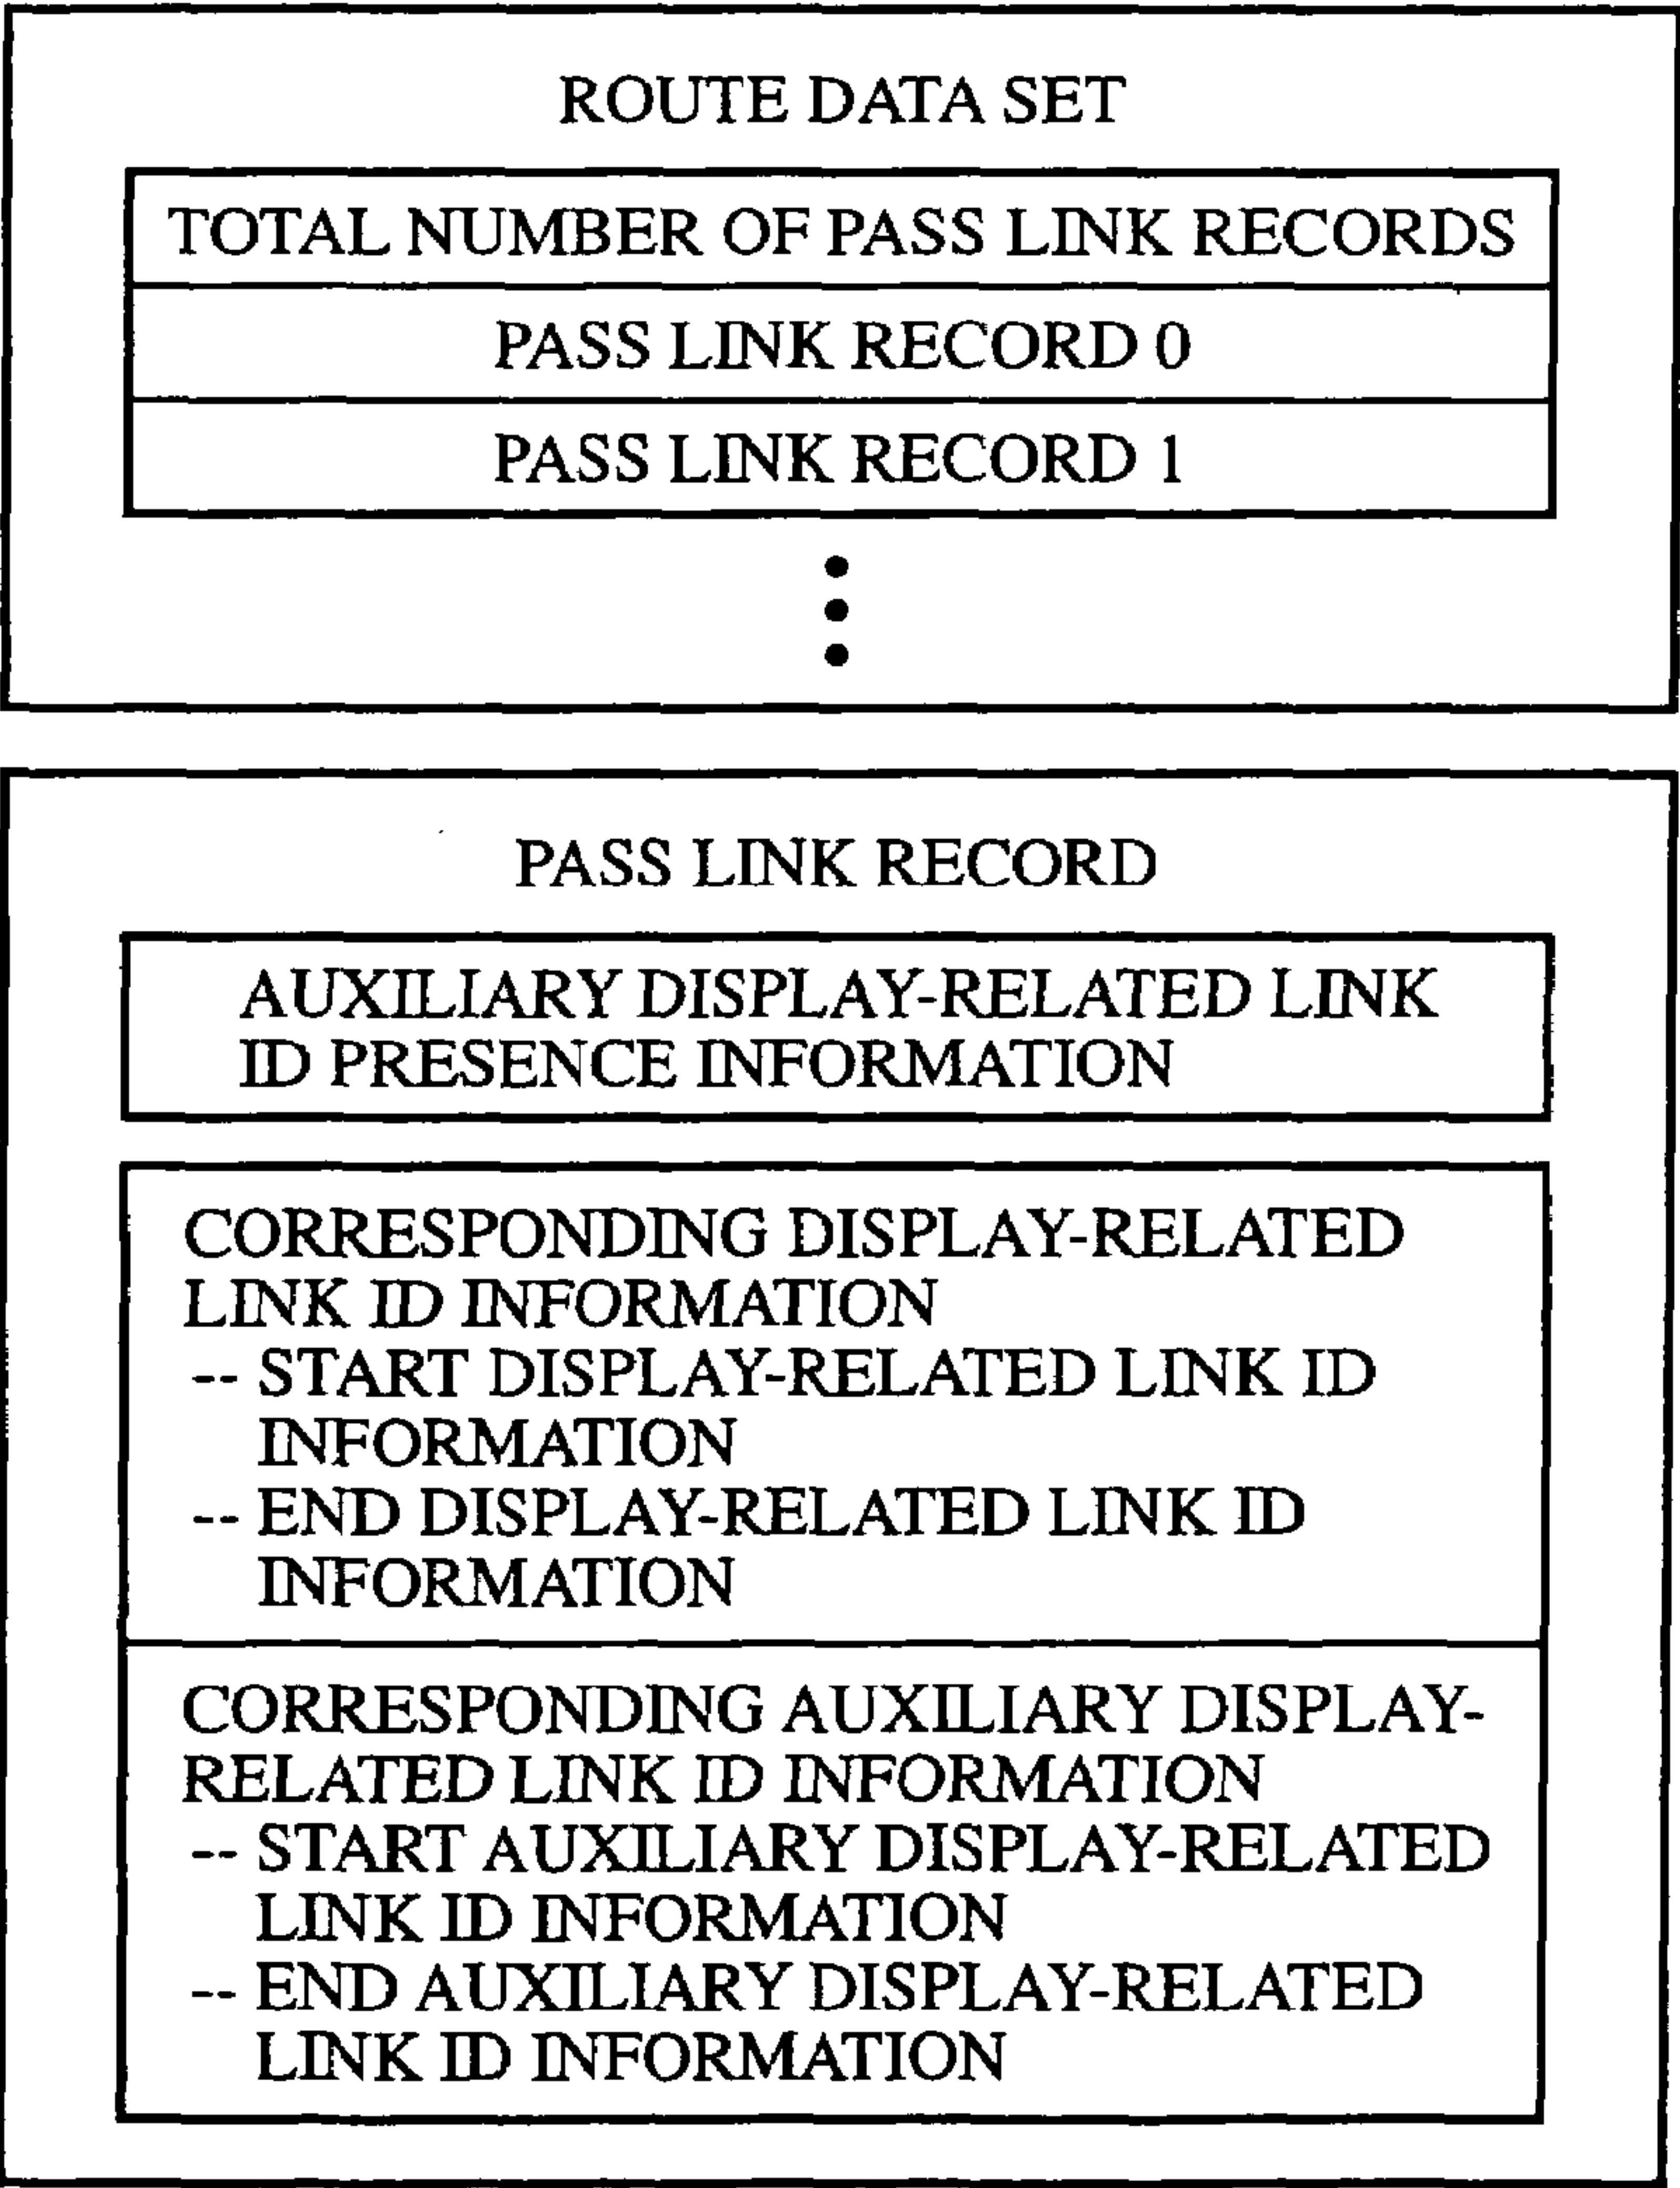 ROUTE DATA SET
TOTAL NUMBER OF PASS LINK RECORDS
PASS LINK RECORD 0
PASS LINK RECORD 1
PASS LINK RECORD
AUXILIARY DISPLAY-RELATED LINK
ID PRESENCE INFORMATION
CORRESPONDING DISPLAY-RELATED
LINK ID INFORMATION
-- START DISPLAY-RELATED LINK ID
INFORMATION
-- END DISPLAY-RELATED LINK ID
INFORMATION
CORRESPONDING AUXILIARY DISPLAY-
RELATED LINK ID INFORMATION
-- START AUXILIARY DISPLAY-RELATED
LINK ID INFORMATION
-- END AUXILIARY DISPLAY-RELATED
LINK ID INFORMATION